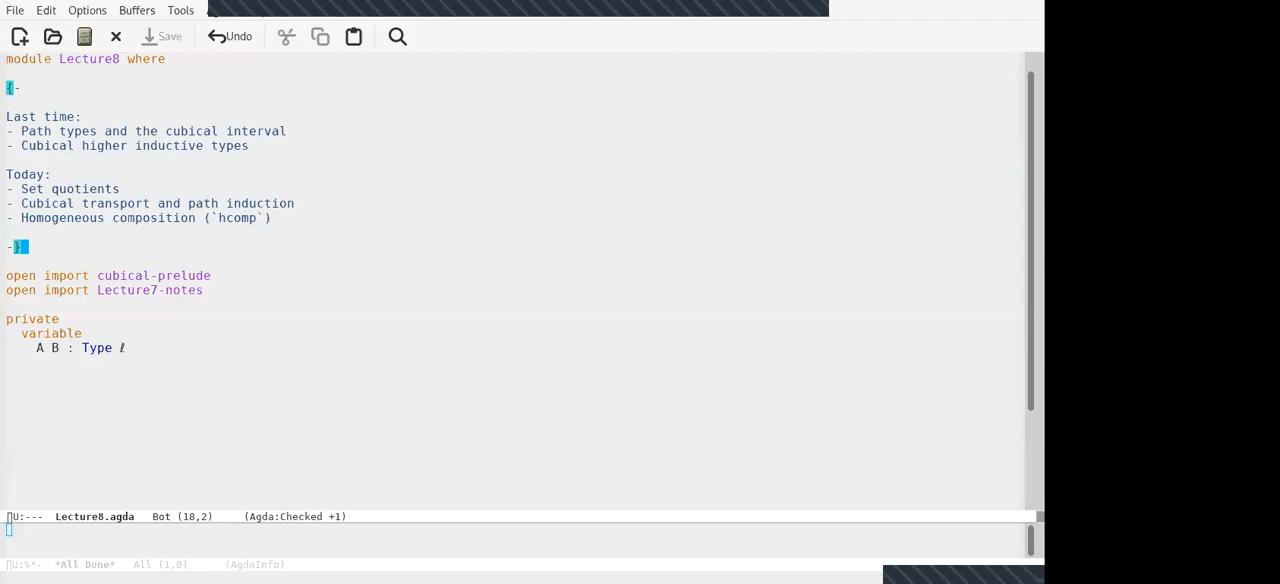 File Edit Options Buffers Tools
Save Undo
module Lecture8 where
{-
Last time:
- Path types and the cubical interval
- Cubical higher inductive types
Today:
- Set quotients
- Cubical transport and path induction
- Homogeneous composition (`hcomp`)
-}
open import cubical-prelude
open import Lecture7-notes
private
variable
A B : Type ℓ
U:--- Lecture8.agda Bot (18,2) (Agda:Checked +1)
U:%*- *All Done* All (1,0) (AgdaInfo)